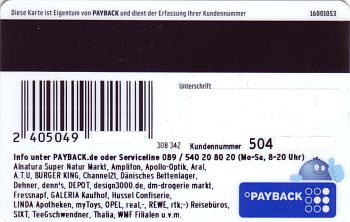 Diese Karte ist Eigentum von PAYBACK und dient der Erfassung Ihrer Kundennummer 16001053
Unterschrift
2 405049
308 342 Kundennummer 504
Info unter PAYBACK.de oder Serviceline 089 / 540 20 80 20 (Mo-Sa, 8-20 Uhr)
Alnatura Super Natur Markt, Amplifon, Apollo-Optik, Aral,
A.T.U, BURGER KING, Channel21, Dänisches Bettenlager,
Dehner, denn's, DEPOT, design3000.de, dm-drogerie markt,
Fressnapf, GALERIA Kaufhof, Hussel Confiserie,
LINDA Apotheken, myToys, OPEL, real,- REWE, rtk;-) Reisebüros,
SIXT, TeeGschwendner, Thalia, WMF Filialen u.v.m.
PAYBACK